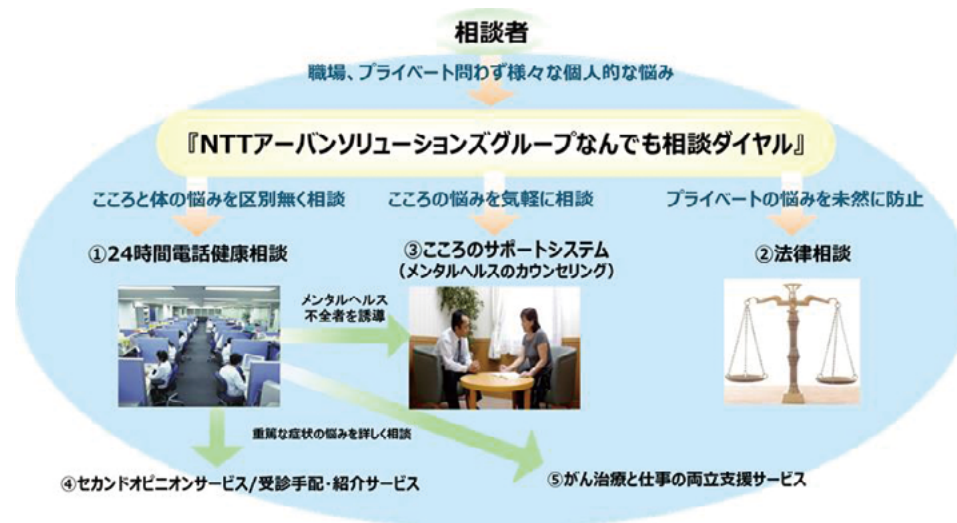 相談者
職場、プライベート問わず様々な個人的な悩み
『NTTアーバンソリューションズグループなんでも相談ダイヤル』
こころと体の悩みを区別無く相談
こころの悩みを気軽に相談
プライベートの悩みを未然に防止
①24時間電話健康相談
③こころのサポートシステム
（メンタルヘルスのカウンセリング）
②法律相談
メンタルヘルス
不全者を誘導
重篤な症状の悩みを詳しく相談
④セカンドオピニオンサービス/受診手配・紹介サービス
⑤がん治療と仕事の両立支援サービス